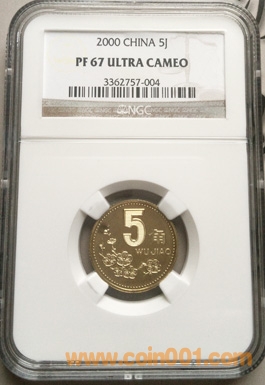 2000 CHINA 5J
PF 67 ULTRA CAMEO
3362757-004
NGC
5 角
WU JIAO
www.coin001.com